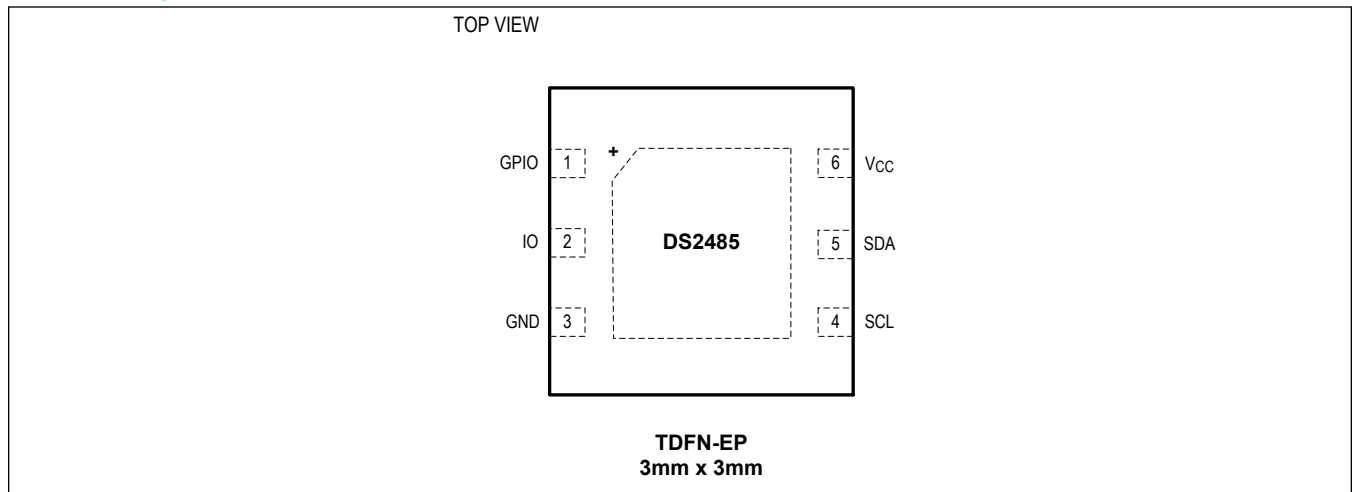 TOP VIEW
+
GPIO 1
6 VCC
IO 2
DS2485
5 SDA
GND 3
4 SCL
TDFN-EP
3mm x 3mm